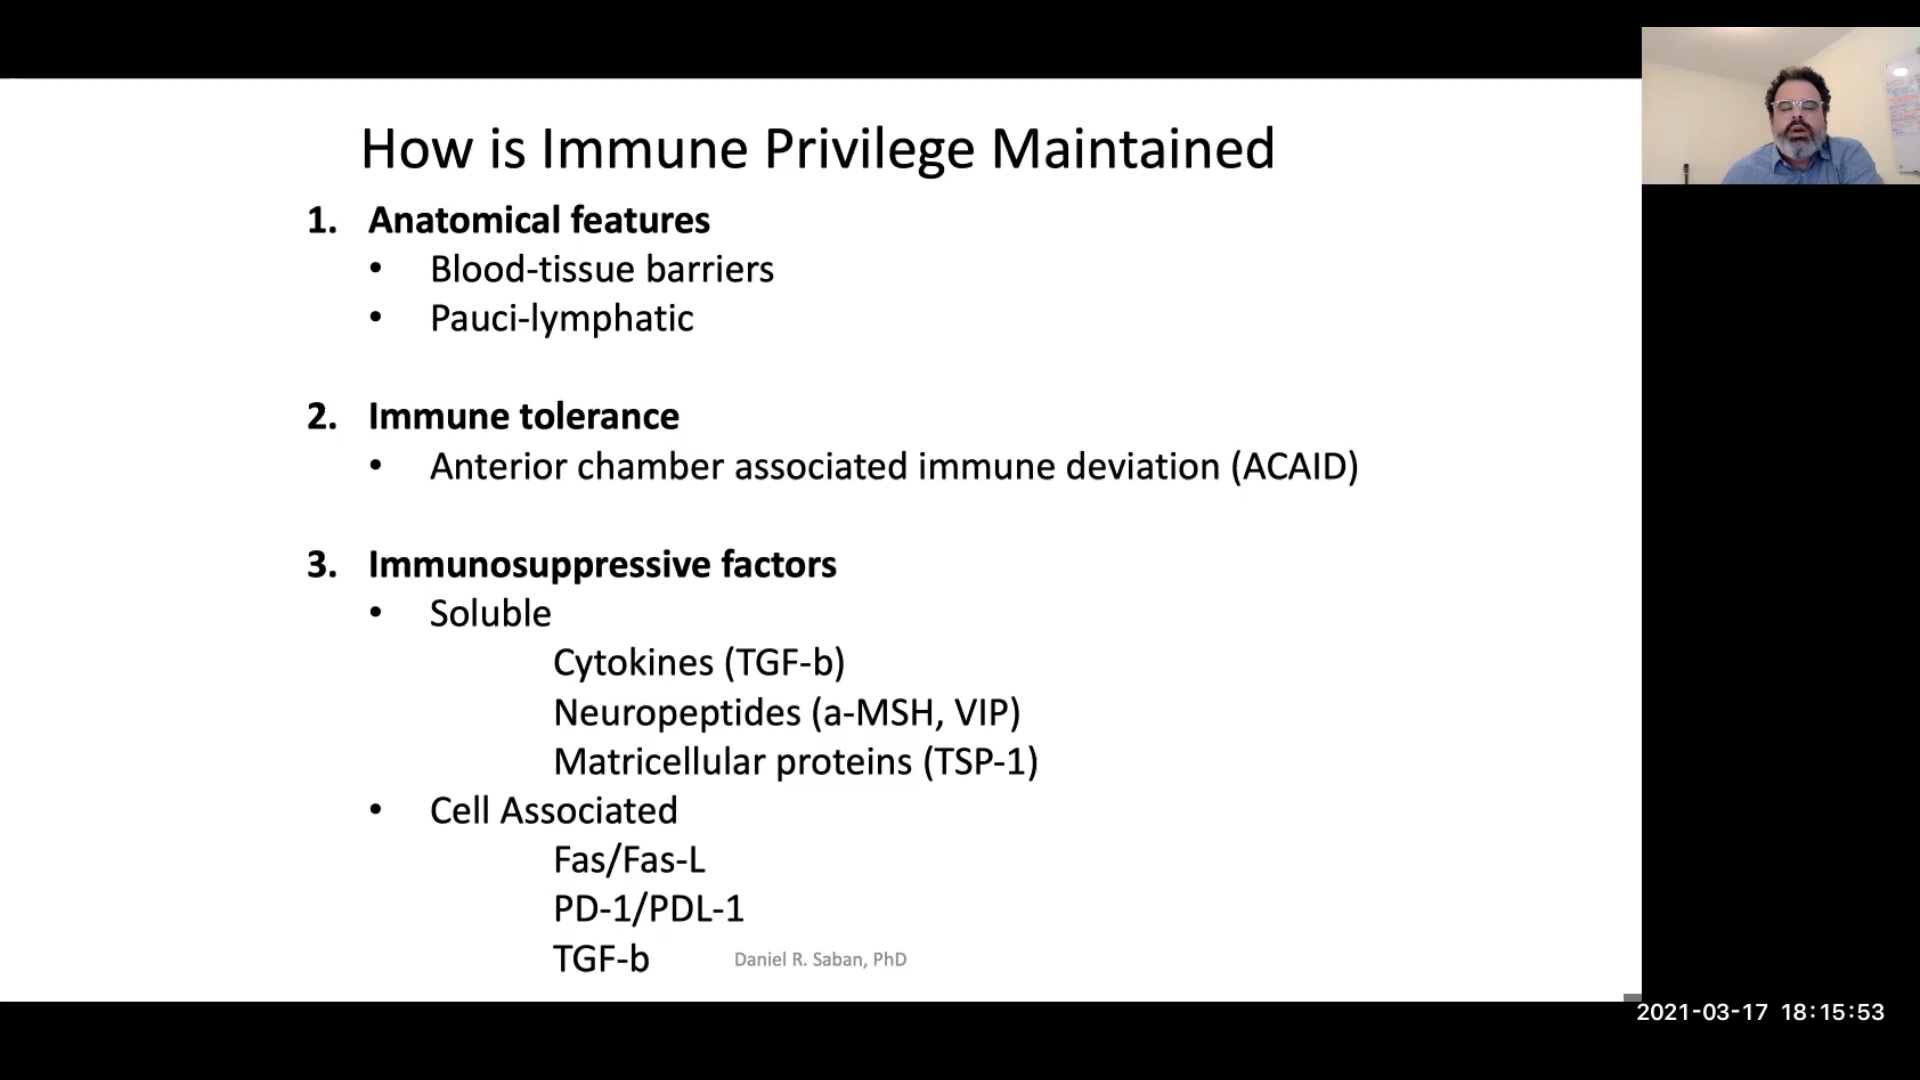 How is Immune Privilege Maintained
1. Anatomical features
• Blood-tissue barriers
• Pauci-lymphatic
2. Immune tolerance
• Anterior chamber associated immune deviation (ACAID)
3. Immunosuppressive factors
• Soluble
Cytokines (TGF-b)
Neuropeptides (a-MSH, VIP)
Matricellular proteins (TSP-1)
• Cell Associated
Fas/Fas-L
PD-1/PDL-1
TGF-b
Daniel R. Saban, PhD
2021-03-17 18:15:53